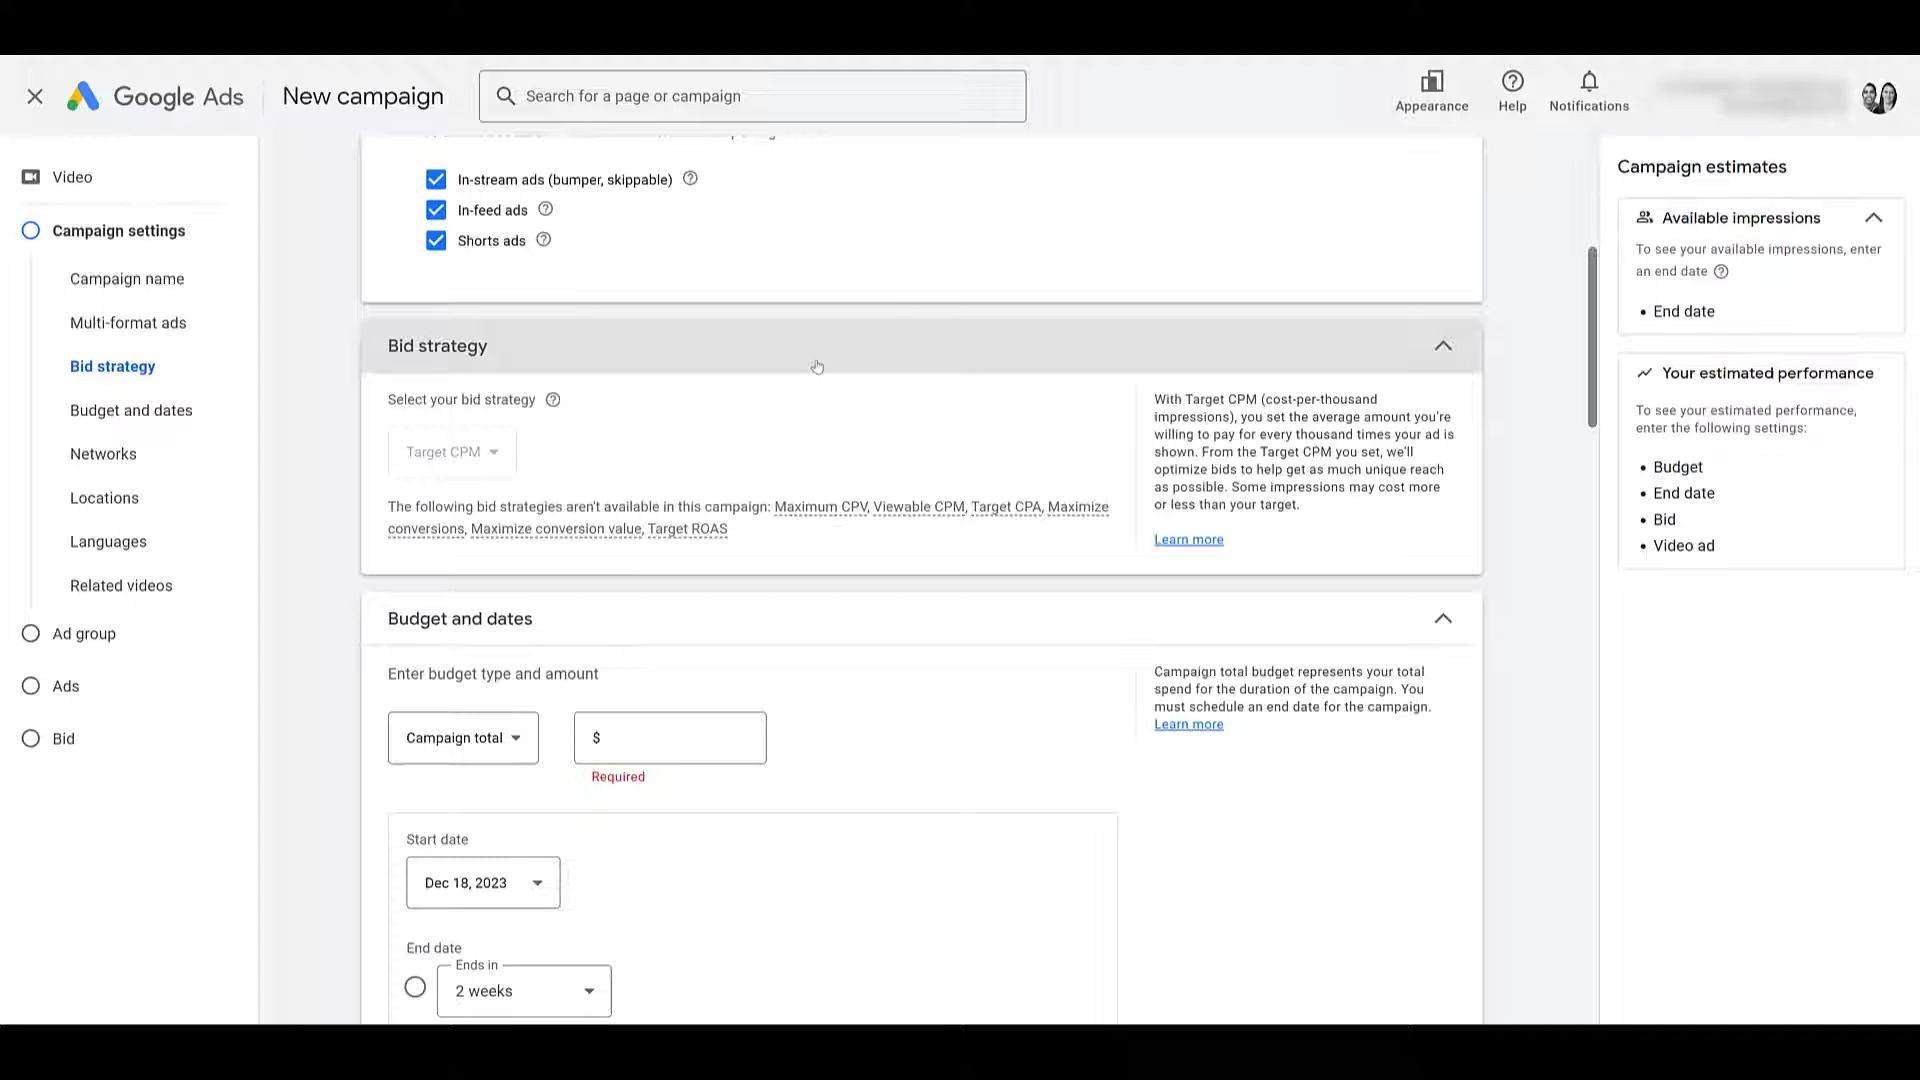 Google Ads
New campaign
Search for a page or campaign
Appearance
Help
Notifications
Video
Campaign settings
Campaign name
Multi-format ads
Bid strategy
Budget and dates
Networks
Locations
Languages
Related videos
Ad group
Ads
Bid
In-stream ads (bumper, skippable)
In-feed ads
Shorts ads
Bid strategy
Select your bid strategy
Target CPM
The following bid strategies aren't available in this campaign: Maximum CPV, Viewable CPM, Target CPA, Maximize
conversions, Maximize conversion value, Target ROAS
With Target CPM (cost-per-thousand
impressions), you set the average amount you're
willing to pay for every thousand times your ad is
shown. From the Target CPM you set, we'll
optimize bids to help get as much unique reach
as possible. Some impressions may cost more
or less than your target.
Learn more
Budget and dates
Enter budget type and amount
Campaign total
$
Required
Campaign total budget represents your total
spend for the duration of the campaign. You
must schedule an end date for the campaign.
Learn more
Start date
Dec 18, 2023
End date
Ends in
2 weeks
Campaign estimates
Available impressions
To see your available impressions, enter
an end date
• End date
Your estimated performance
To see your estimated performance,
enter the following settings:
• Budget
• End date
• Bid
• Video ad